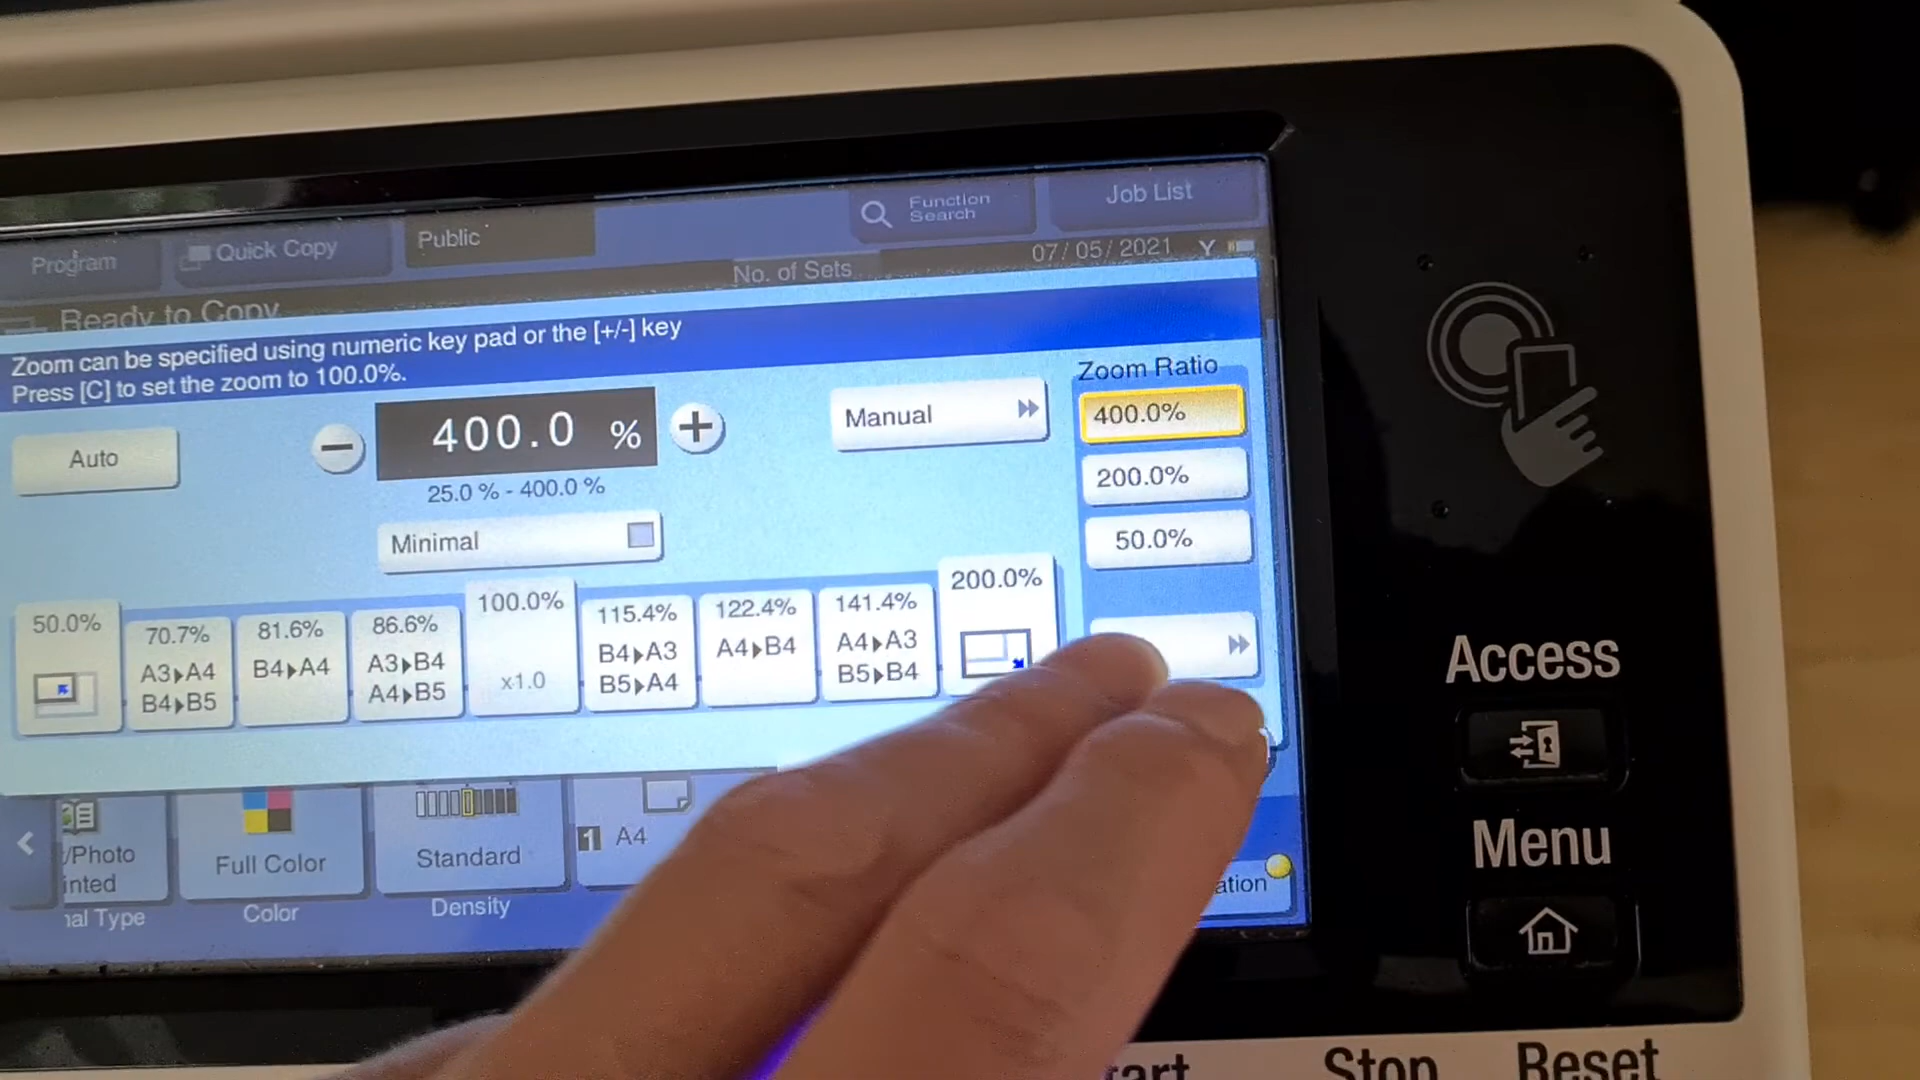 Function
Search
Job List
Program
Quick Copy
Public
07/05/2021 Y
No. of Sets
Ready to Copy
Zoom can be specified using numeric key pad or the [+/-] key
Press [C] to set the zoom to 100.0%.
Zoom Ratio
Auto
400.0 %
25.0 % - 400.0 %
Minimal
Manual
400.0%
200.0%
50.0%
50.0%
70.7%
A3▸A4
B4▸B5
81.6%
B4▸A4
86.6%
A3▸B4
A4▸B5
100.0%
x1.0
115.4%
B4▸A3
B5▸A4
122.4%
A4▸B4
141.4%
A4▸A3
B5▸B4
200.0%
/Photo
inted
al Type
Full Color
Color
Standard
Density
1 A4
ation
Access
Menu
art
Stop
Reset